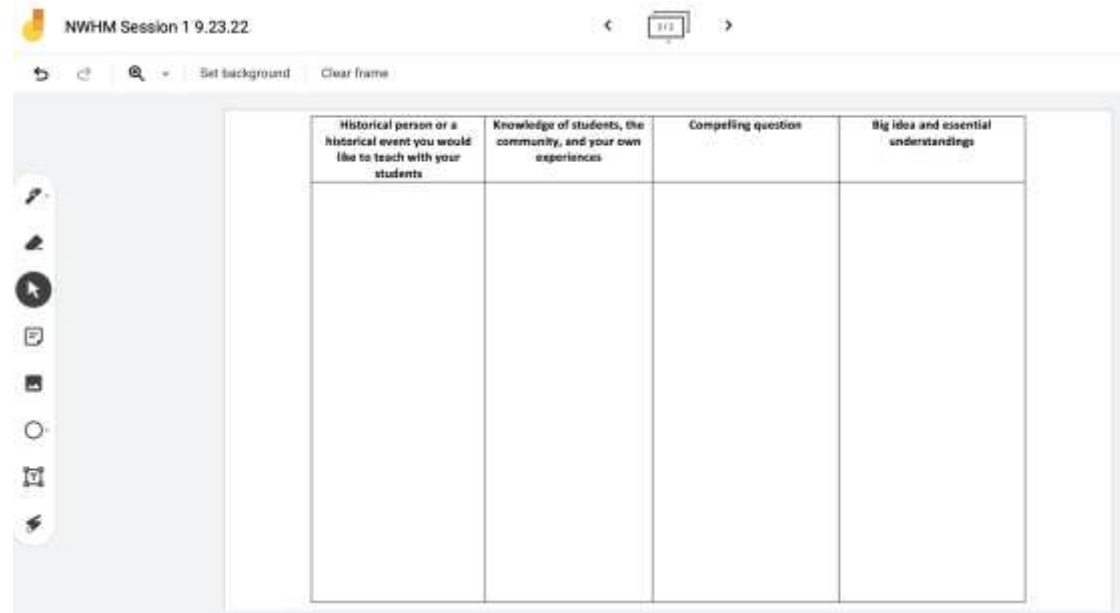 NWHM Session 1 9.23.22
Set background
Clear frame
Historical person or a
historical event you would
like to teach with your
students
Knowledge of students, the
community, and your own
experiences
Compelling question
Big idea and essential
understandings